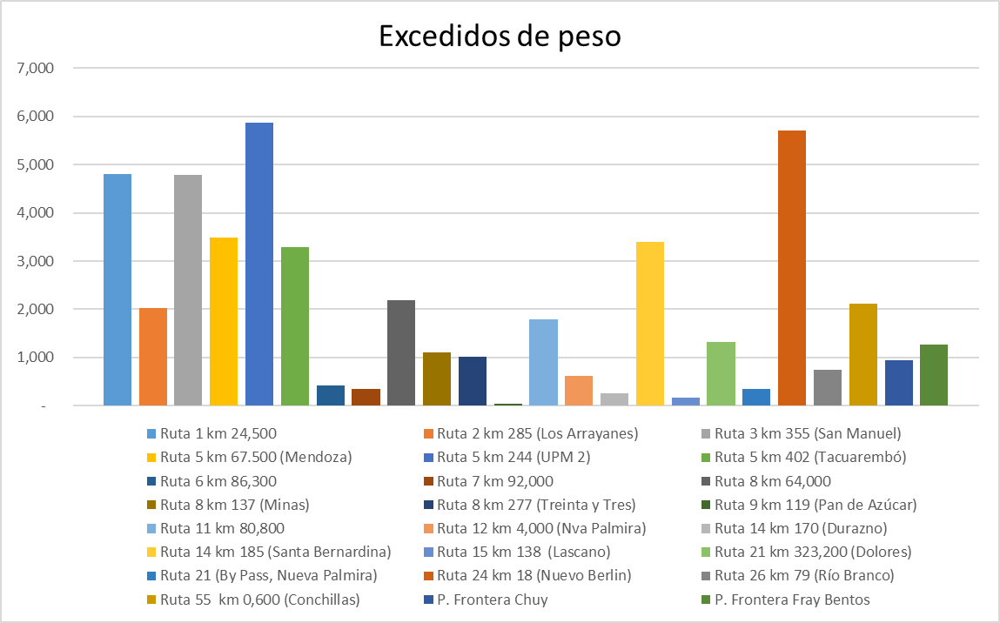 Excedidos de peso
7,000
6,000
5,000
4,000
3,000
2,000
1,000
-
Ruta 1 km 24,500
Ruta 2 km 285 (Los Arrayanes)
Ruta 3 km 355 (San Manuel)
Ruta 5 km 67.500 (Mendoza)
Ruta 5 km 244 (UPM 2)
Ruta 5 km 402 (Tacuarembó)
Ruta 6 km 86,300
Ruta 7 km 92,000
Ruta 8 km 64,000
Ruta 8 km 137 (Minas)
Ruta 8 km 277 (Treinta y Tres)
Ruta 9 km 119 (Pan de Azúcar)
Ruta 11 km 80,800
Ruta 12 km 4,000 (Nva Palmira)
Ruta 14 km 170 (Durazno)
Ruta 14 km 185 (Santa Bernardina)
Ruta 15 km 138  (Lascano)
Ruta 21 km 323,200 (Dolores)
Ruta 21 (By Pass, Nueva Palmira)
Ruta 24 km 18 (Nuevo Berlin)
Ruta 26 km 79 (Río Branco)
Ruta 55  km 0,600 (Conchillas)
P. Frontera Chuy
P. Frontera Fray Bentos